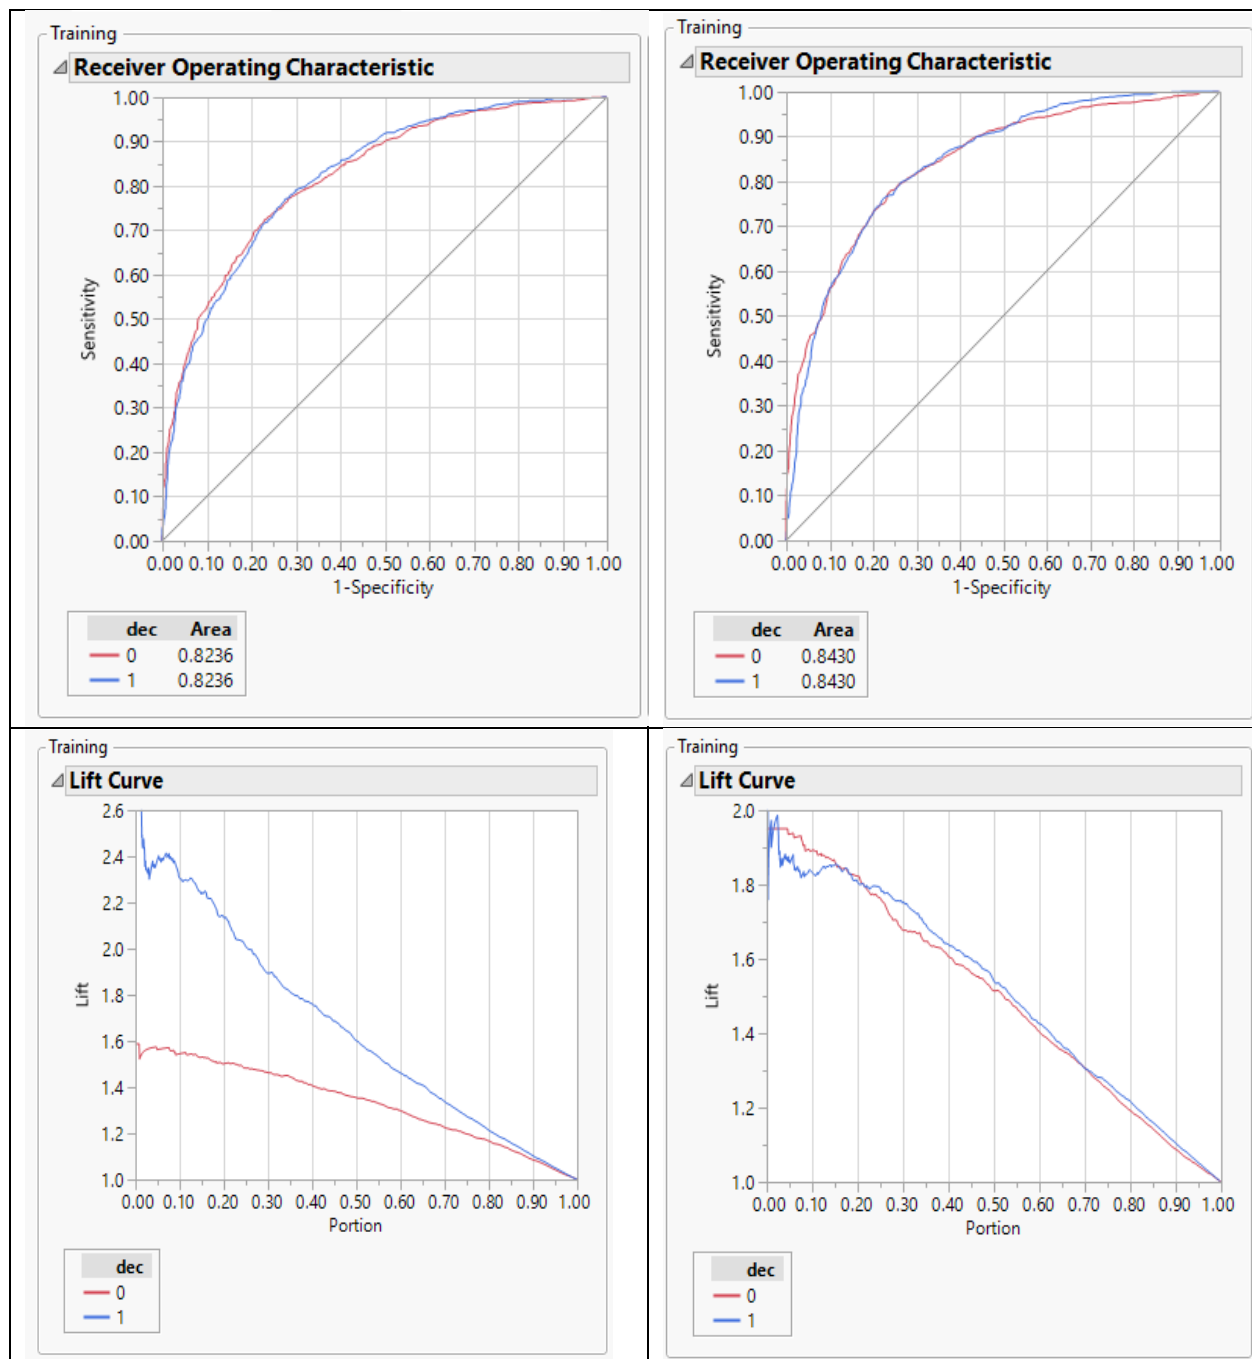 Training
Receiver Operating Characteristic
1.00
0.90
0.80
0.70
0.60
0.50
0.40
0.30
0.20
0.10
0.00
Sensitivity
0.00 0.10 0.20 0.30 0.40 0.50 0.60 0.70 0.80 0.90 1.00
1-Specificity
dec Area
0 0.8236
1 0.8236
Training
Receiver Operating Characteristic
1.00
0.90
0.80
0.70
0.60
0.50
0.40
0.30
0.20
0.10
0.00
Sensitivity
0.00 0.10 0.20 0.30 0.40 0.50 0.60 0.70 0.80 0.90 1.00
1-Specificity
dec Area
0 0.8430
1 0.8430
Training
Lift Curve
2.6
2.4
2.2
2.0
1.8
1.6
1.4
1.2
1.0
Lift
0.00 0.10 0.20 0.30 0.40 0.50 0.60 0.70 0.80 0.90 1.00
Portion
dec
0
1
Training
Lift Curve
2.0
1.8
1.6
1.4
1.2
1.0
Lift
0.00 0.10 0.20 0.30 0.40 0.50 0.60 0.70 0.80 0.90 1.00
Portion
dec
0
1